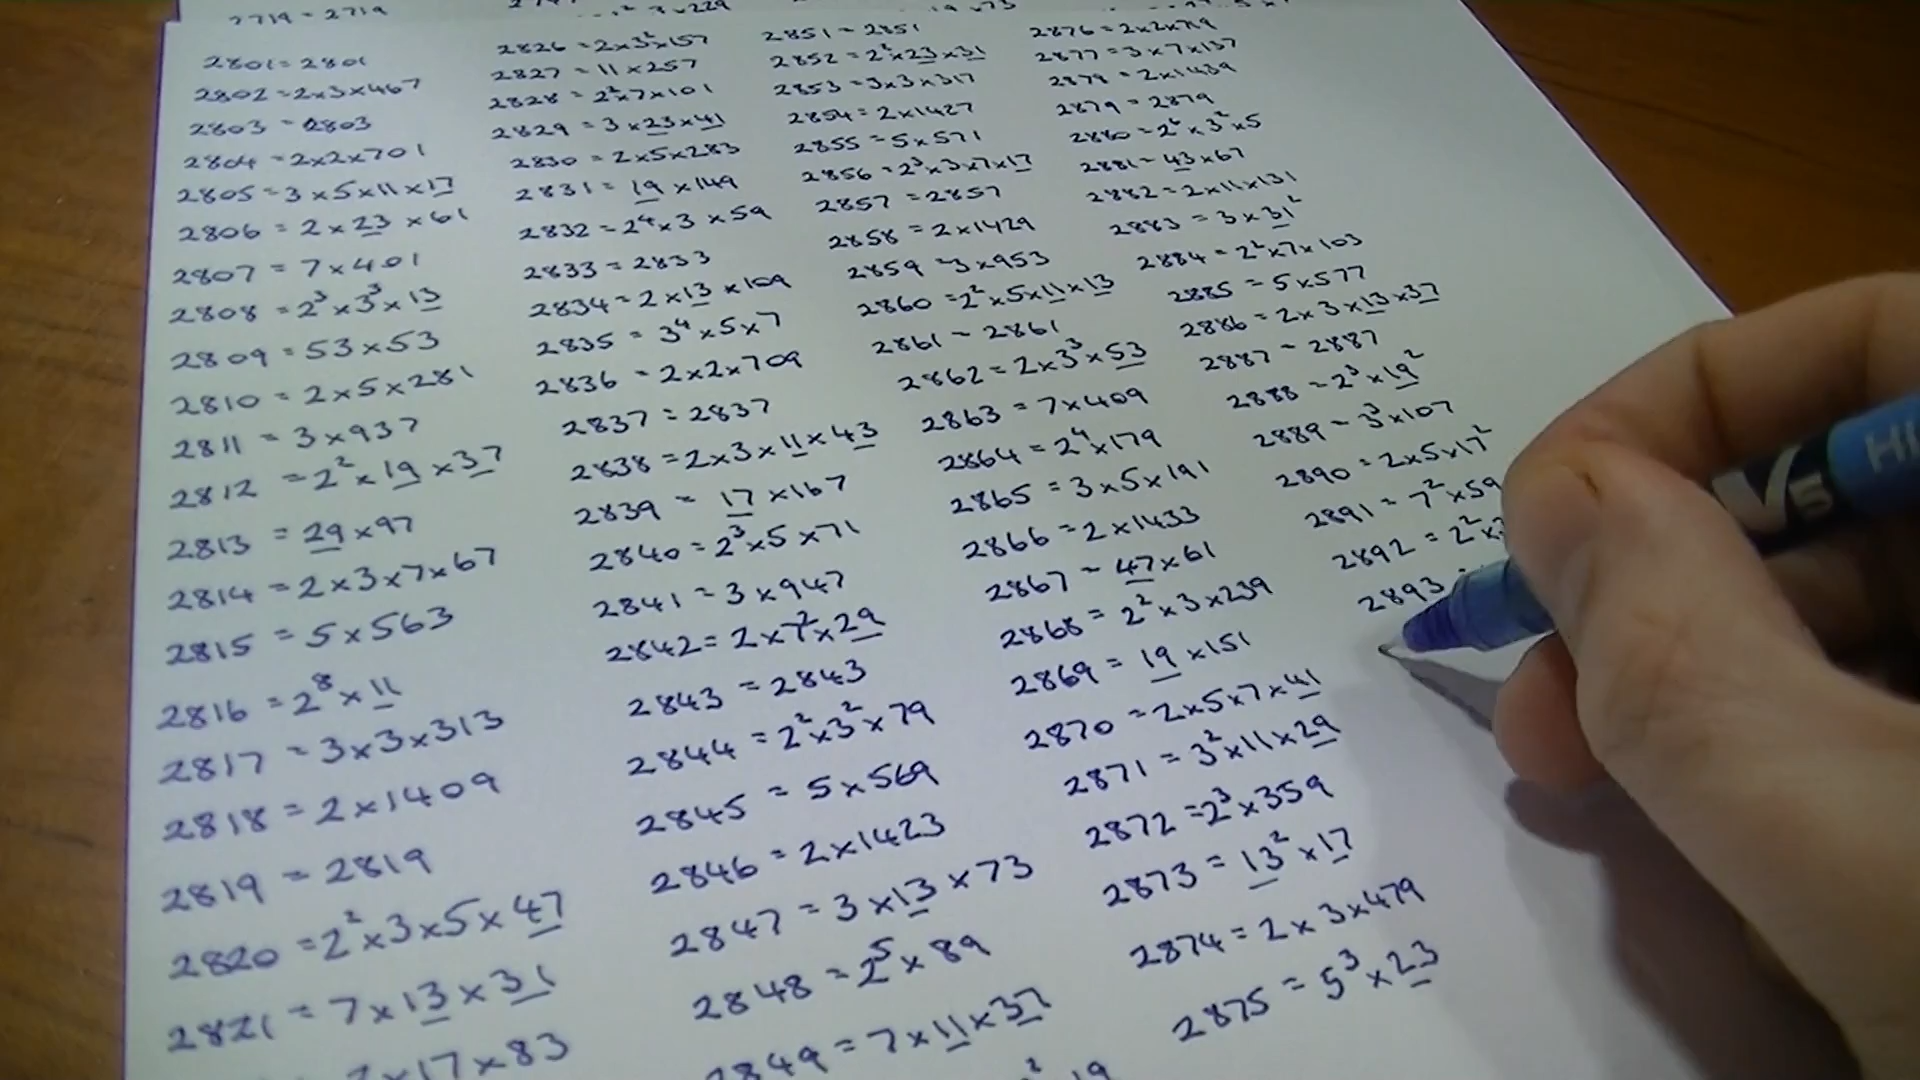 2719 = 2719
2801 = 2801
2802 = 2x3x467
2803 = 2803
2804 = 2x2x701
2805 = 3x5x11x17
2806 = 2x23x61
2807 = 7x401
2808 = 2³x3³x13
2809 = 53x53
2810 = 2x5x281
2811 = 3x937
2812 = 2²x19x37
2813 = 29x97
2814 = 2x3x7x67
2815 = 5x563
2816 = 2⁸x11
2817 = 3x3x313
2818 = 2x1409
2819 = 2819
2820 = 2²x3x5x47
2821 = 7x13x31
x17x83
2826 = 2x3²x157
2827 = 11x257
2828 = 2²x7x101
2829 = 3x23x41
2830 = 2x5x283
2831 = 19x149
2832 = 2⁴x3x59
2833 = 2833
2834 = 2x13x109
2835 = 3⁴x5x7
2836 = 2x2x709
2837 = 2837
2838 = 2x3x11x43
2839 = 17x167
2840 = 2³x5x71
2841 = 3x947
2842 = 2x7²x29
2843 = 2843
2844 = 2²x3²x79
2845 = 5x569
2846 = 2x1423
2847 = 3x13x73
2848 = 2⁵x89
2849 = 7x11x37
2851 = 2851
2852 = 2²x23x31
2853 = 3x3x317
2854 = 2x1427
2855 = 5x571
2856 = 2³x3x7x17
2857 = 2857
2858 = 2x1429
2859 = 3x953
2860 = 2²x5x11x13
2861 = 2861
2862 = 2x3³x53
2863 = 7x409
2864 = 2⁴x179
2865 = 3x5x191
2866 = 2x1433
2867 = 47x61
2868 = 2²x3x239
2869 = 19x151
2870 = 2x5x7x41
2871 = 3²x11x29
2872 = 2³x359
2873 = 13²x17
2874 = 2x3x479
2875 = 5³x23
2876 = 2x2x719
2877 = 3x7x137
2878 = 2x1439
2879 = 2879
2880 = 2⁶x3²x5
2881 = 43x67
2882 = 2x11x131
2883 = 3x31²
2884 = 2²x7x103
2885 = 5x577
2886 = 2x3x13x37
2887 = 2887
2888 = 2³x19²
2889 = 3³x107
2890 = 2x5x17²
2891 = 7²x59
2892 = 2²x
2893
V5